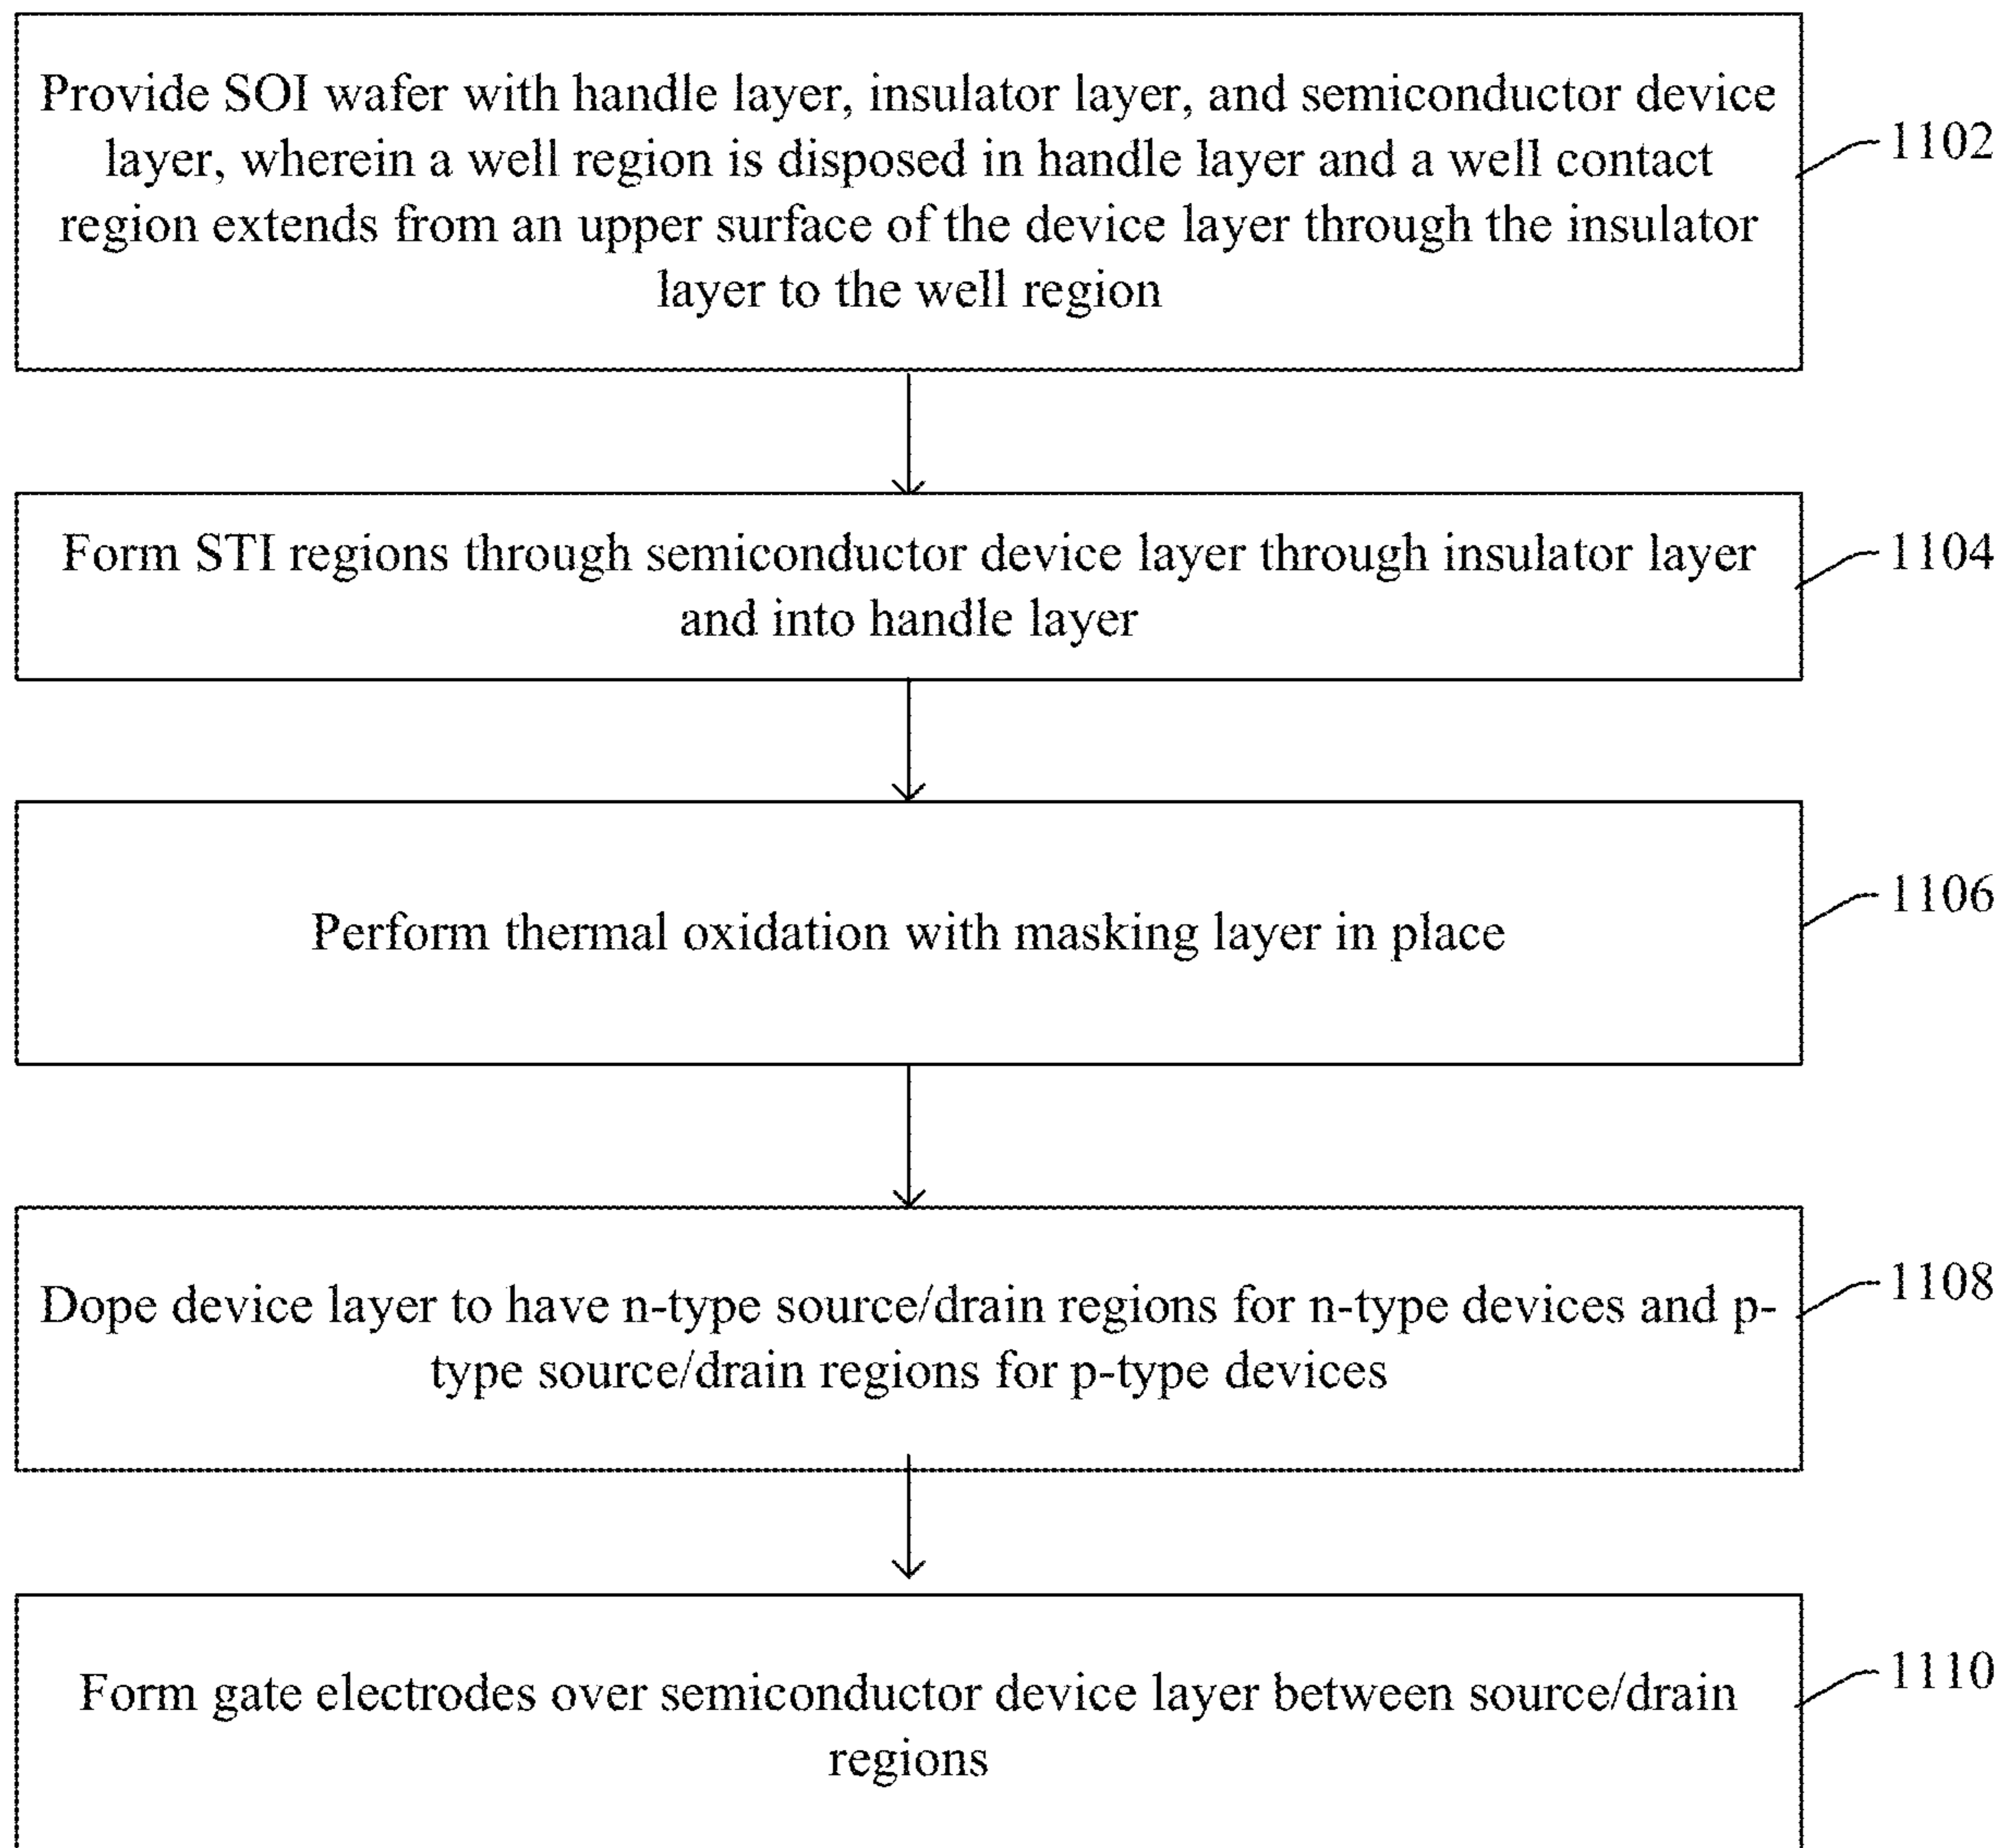 Provide SOI wafer with handle layer, insulator layer, and semiconductor device
layer, wherein a well region is disposed in handle layer and a well contact
region extends from an upper surface of the device layer through the insulator
layer to the well region
1102
Form STI regions through semiconductor device layer through insulator layer
and into handle layer
1104
Perform thermal oxidation with masking layer in place
1106
Dope device layer to have n-type source/drain regions for n-type devices and p-
type source/drain regions for p-type devices
1108
Form gate electrodes over semiconductor device layer between source/drain
regions
1110